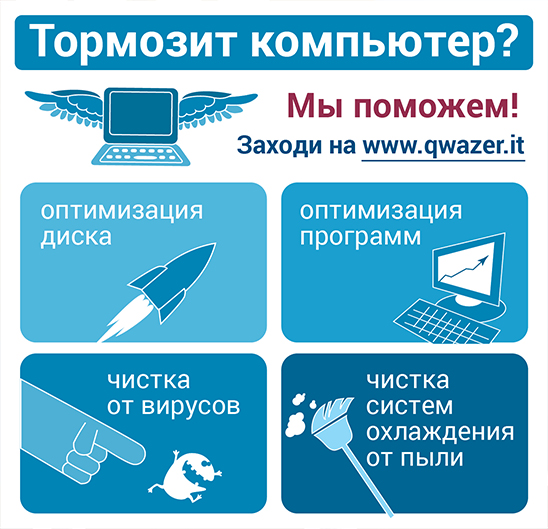 Тормозит компьютер?
Мы поможем!
Заходи на www.qwazer.it
оптимизация
диска
оптимизация
программ
чистка
от вирусов
чистка
систем
охлаждения
от пыли